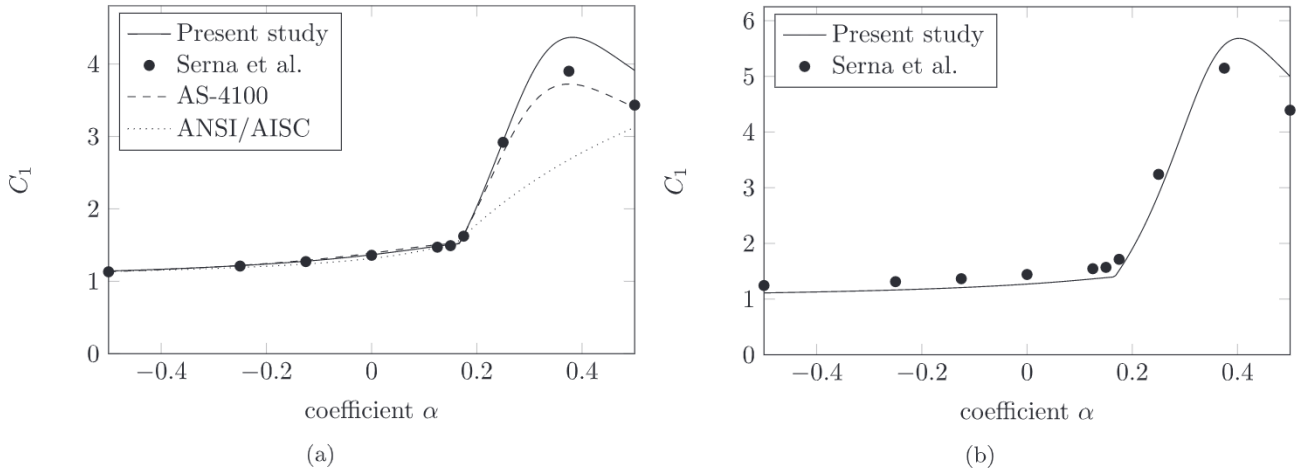 Present study
Serna et al.
AS-4100
ANSI/AISC
4
3
2
1
0
C₁
−0.4
−0.2
0
0.2
0.4
coefficient α
(a)
Present study
Serna et al.
6
5
4
3
2
1
0
C₁
−0.4
−0.2
0
0.2
0.4
coefficient α
(b)